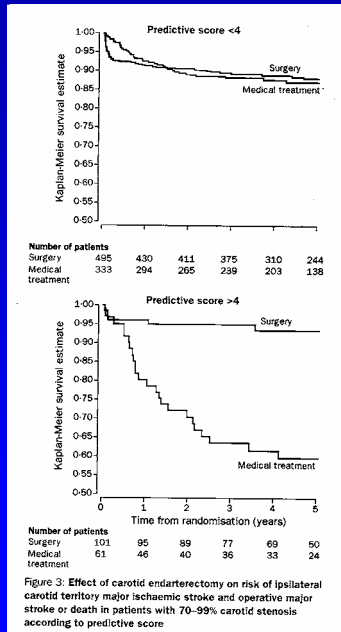 Predictive score <4
Kaplan-Meier survival estimate
1·00
0·95
0·90
0·85
0·80
0·75
0·70
0·65
0·60
0·55
0·50
Surgery
Medical treatment
Number of patients
Surgery 495 430 411 375 310 244
Medical 333 294 265 239 203 138
treatment
Predictive score >4
Kaplan-Meier survival estimate
1·00
0·95
0·90
0·85
0·80
0·75
0·70
0·65
0·60
0·55
0·50
Surgery
Medical treatment
0 1 2 3 4 5
Time from randomisation (years)
Number of patients
Surgery 101 95 89 77 69 50
Medical 61 46 40 36 33 24
treatment
Figure 3: Effect of carotid endarterectomy on risk of ipsilateral
carotid territory major ischaemic stroke and operative major
stroke or death in patients with 70–99% carotid stenosis
according to predictive score